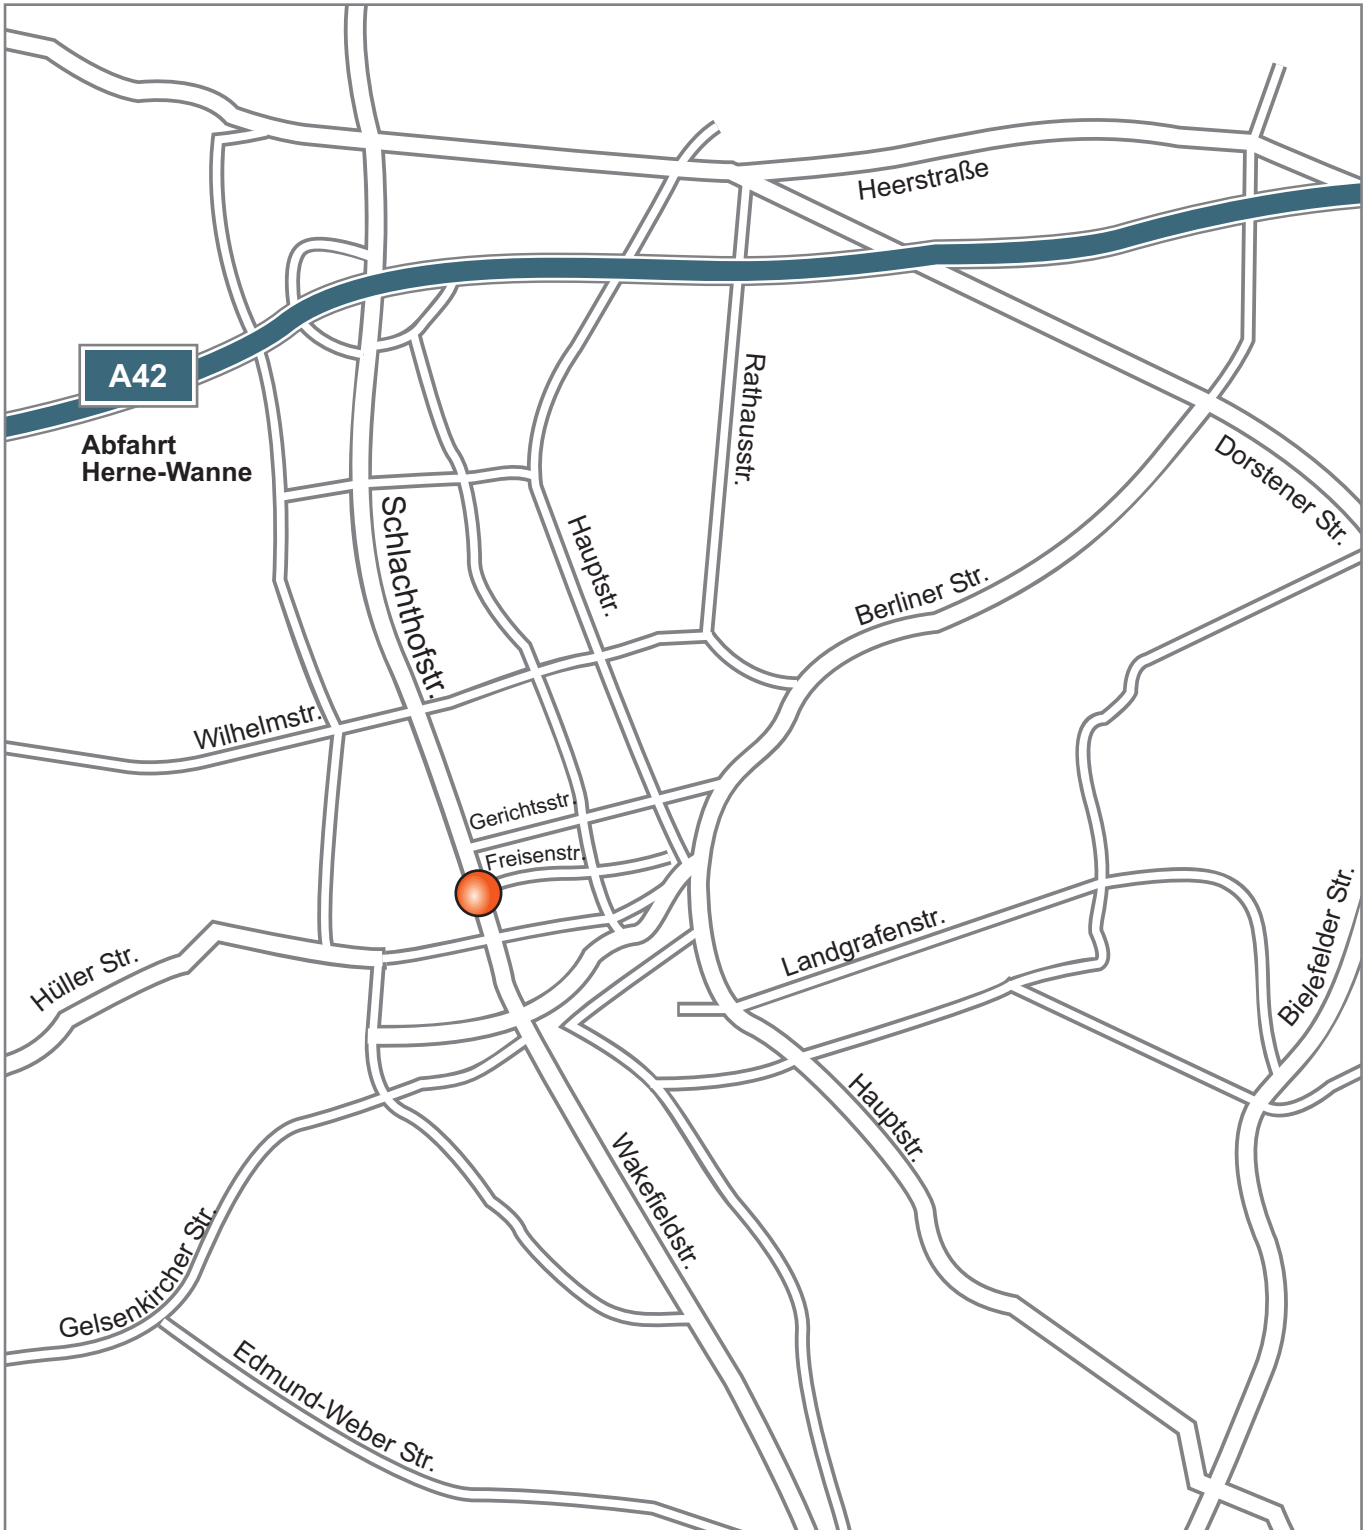 Heerstraße
A42
Abfahrt
Herne-Wanne
Rathausstr.
Dorstener Str.
Schlachthofstr.
Hauptstr.
Berliner Str.
Wilhelmstr.
Gerichtsstr.
Freisenstr.
Landgrafenstr.
Bielefelder Str.
Hüller Str.
Hauptstr.
Wakefieldstr.
Gelsenkircher Str.
Edmund-Weber Str.